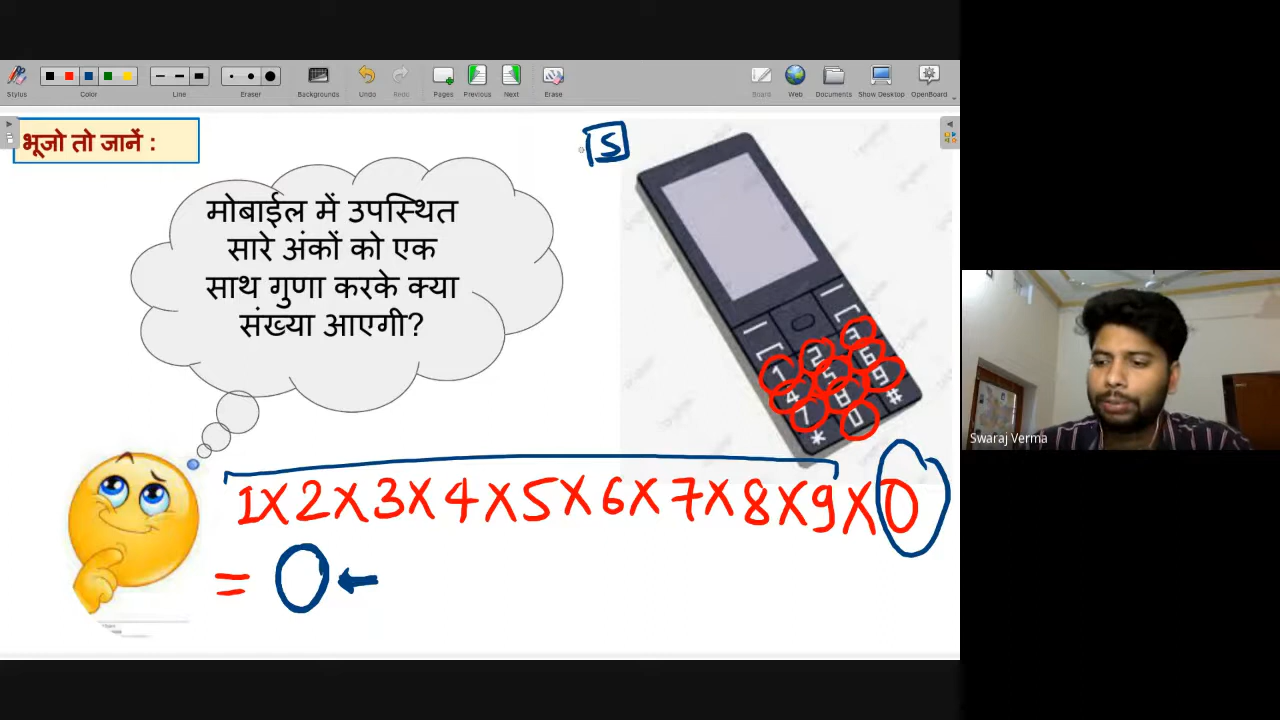 Stylus
Color
Line
Eraser
Backgrounds
Undo
Redo
Pages
Previous
Next
Erase
Board
Web
Documents
Show Desktop
OpenBoard
भूजो तो जानें :
5
मोबाईल में उपस्थित
सारे अंकों को एक
साथ गुणा करके क्या
संख्या आएगी?
1 2 3
4 5 6
7 8 9
* 0 #
Swaraj Verma
1x2x3x4x5x6x7x8x9x0
= 0 ←